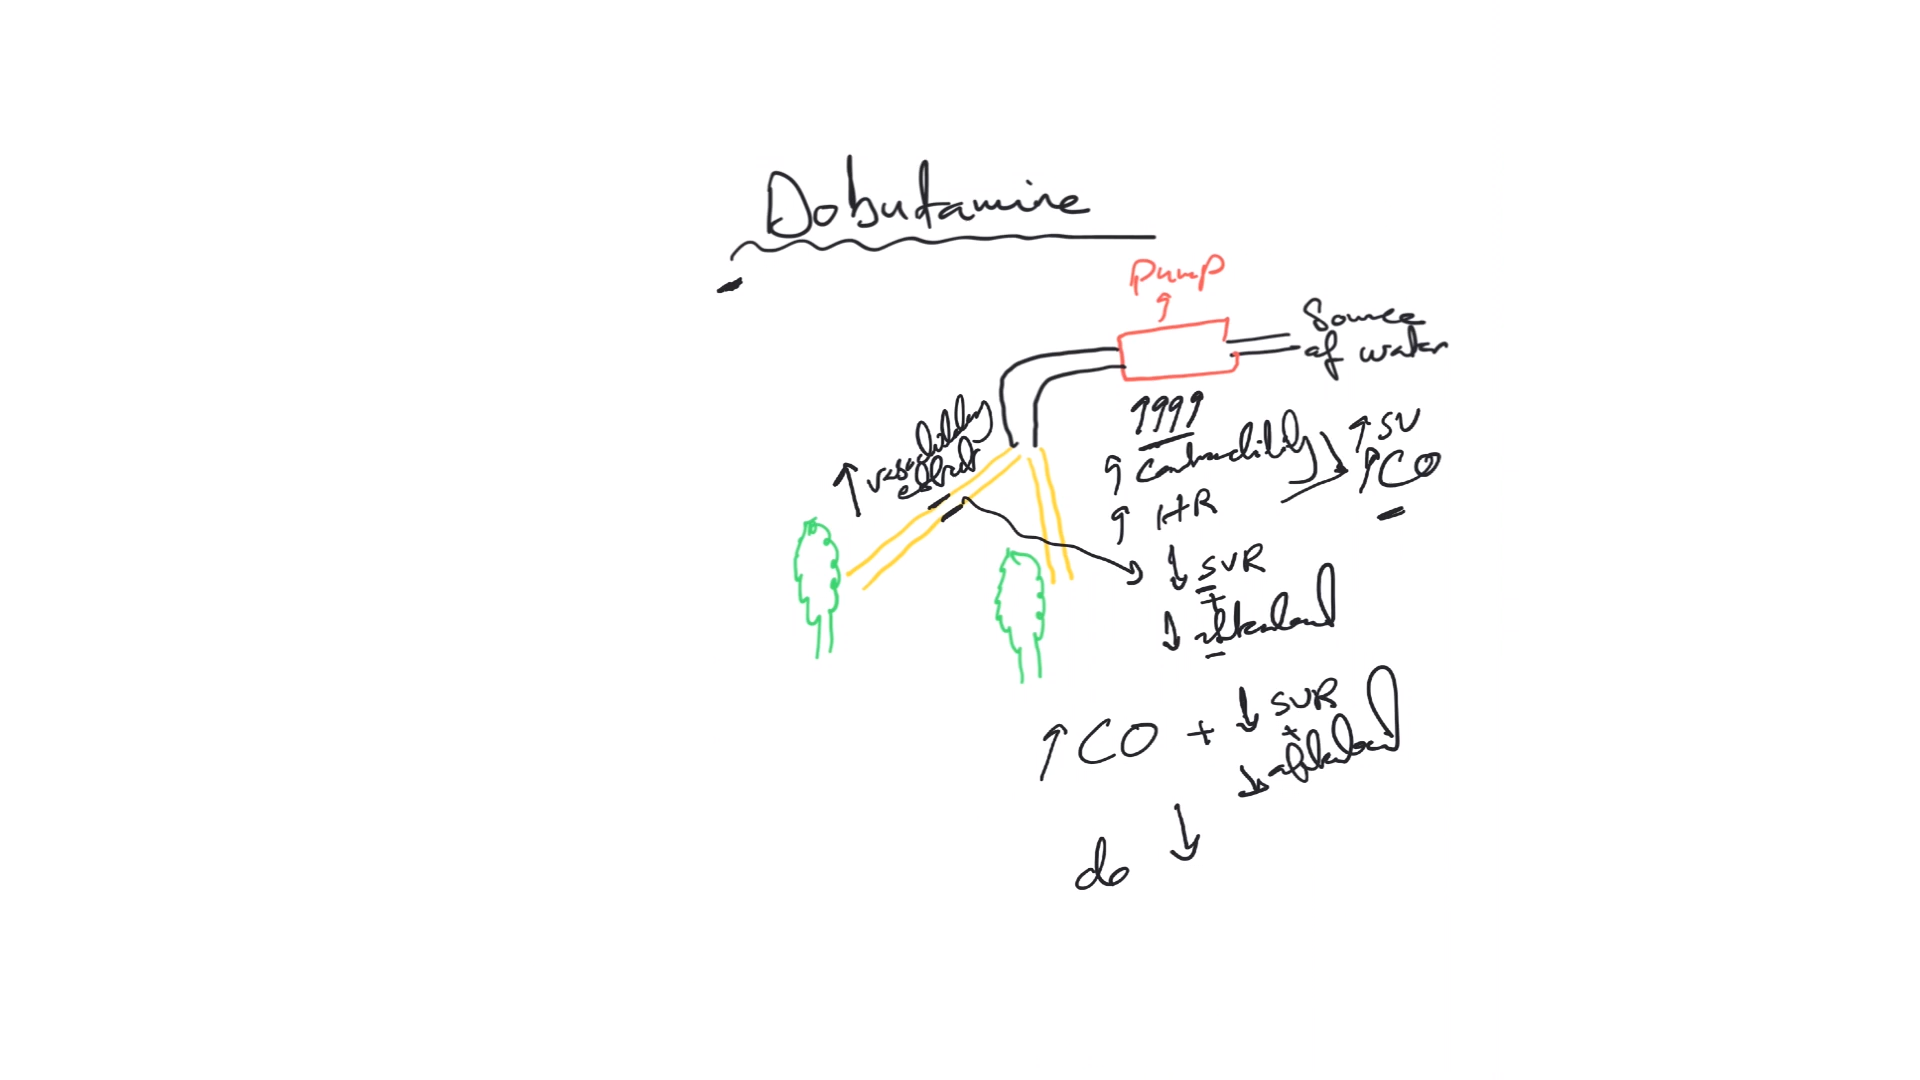 Dobutamine
Pump
↑
Source
of water
↑↑↑↑
↑ vasodilatory
effect
↑ Contractility
↑ HR
↑ SV
↑ CO
↓ SVR
+
↓ afterload
↑ CO + ↓ SVR
+
↓ afterload
↓
do